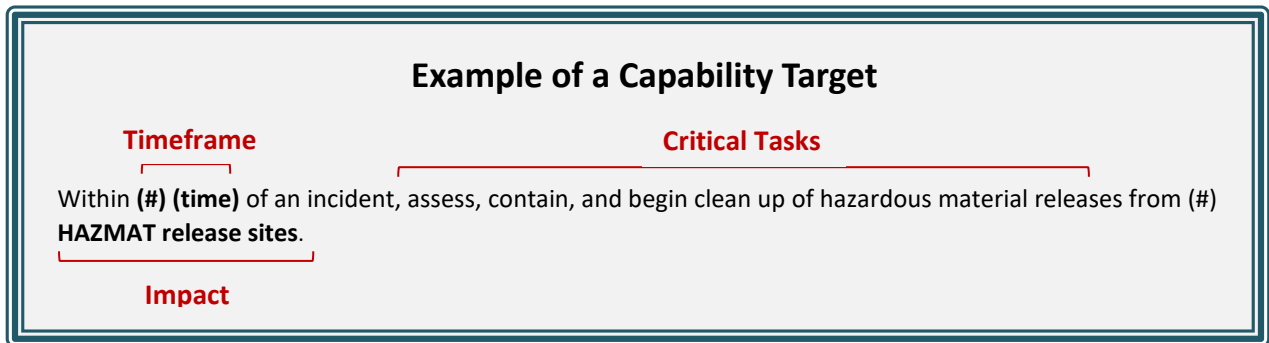 Example of a Capability Target
Timeframe
Critical Tasks
Within (#) (time) of an incident, assess, contain, and begin clean up of hazardous material releases from (#)
HAZMAT release sites.
Impact